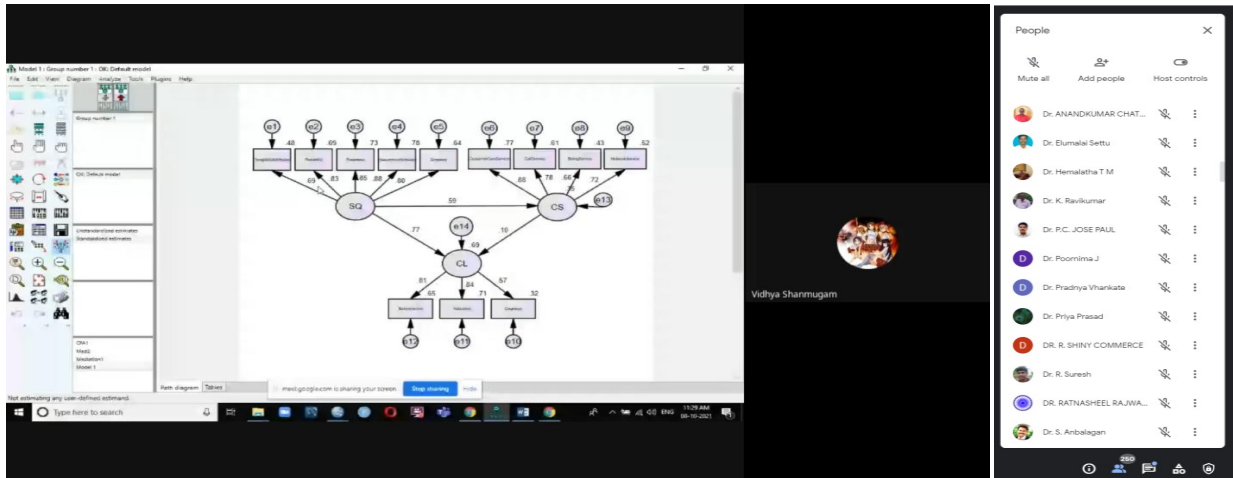 Model 1 : Group number 1 : OK: Default model
File Edit View Diagram Analyze Tools Plugins Help
Group number 1
OK: Default model
Unstandardized estimates
Standardized estimates
CFA1
Med2
Mediation1
Model 1
e1 e2 e3 e4 e5 e6 e7 e8 e9
.48 .69 .73 .78 .64 .77 .61 .43 .52
.69 .83 .85 .88 .80 .78 .66 .72
SQ .59 CS e13
.77 e14 .10
.69
CL
.81 .84 .57
.65 .71 .32
e12 e11 e10
Path diagram Tables
meet.google.com is sharing your screen. Stop sharing Hide
Not estimating any user-defined estimand.
Type here to search
ENG 11:29 AM
08-10-2021
Vidhya Shanmugam
People
Mute all Add people Host controls
Dr. ANANDKUMAR CHAT...
Dr. Elumalai Settu
Dr. Hemalatha T M
Dr. K. Ravikumar
Dr. P.C. JOSE PAUL
D Dr. Poornima J
D Dr. Pradnya Vhankate
Dr. Priya Prasad
D DR. R. SHINY COMMERCE
Dr. R. Suresh
DR. RATNASHEEL RAJWA...
Dr. S. Anbalagan
250